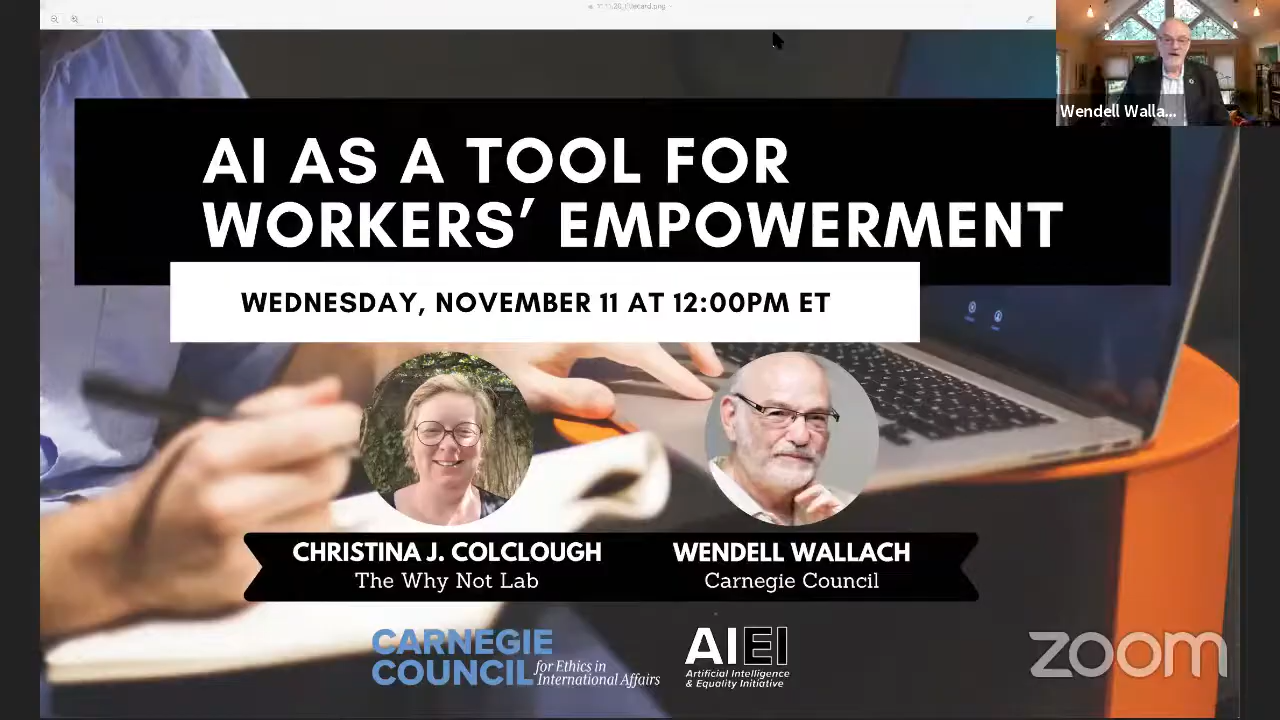 Wendell Walla...
AI AS A TOOL FOR
WORKERS' EMPOWERMENT
WEDNESDAY, NOVEMBER 11 AT 12:00PM ET
CHRISTINA J. COLCLOUGH
The Why Not Lab
WENDELL WALLACH
Carnegie Council
CARNEGIE
COUNCIL for Ethics in
International Affairs
AIEI
Artificial Intelligence
& Equality Initiative
zoom